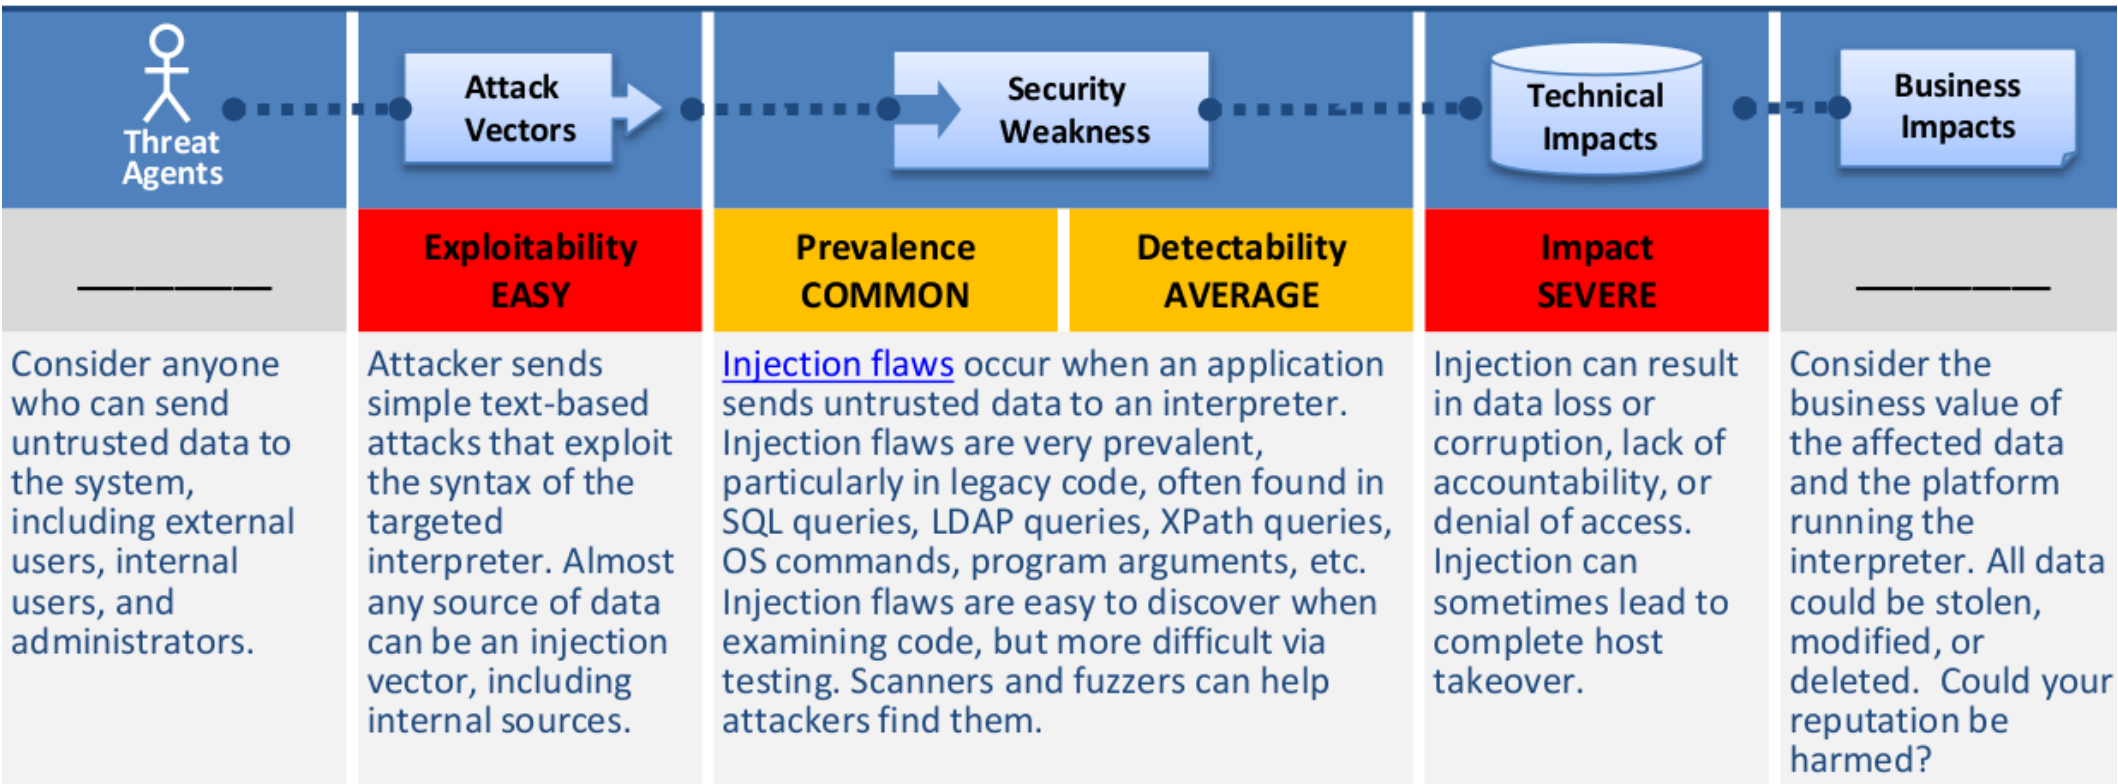 Threat
Agents
Attack
Vectors
Security
Weakness
Technical
Impacts
Business
Impacts
Exploitability
EASY
Prevalence
COMMON
Detectability
AVERAGE
Impact
SEVERE
Consider anyone
who can send
untrusted data to
the system,
including external
users, internal
users, and
administrators.
Attacker sends
simple text-based
attacks that exploit
the syntax of the
targeted
interpreter. Almost
any source of data
can be an injection
vector, including
internal sources.
Injection flaws occur when an application
sends untrusted data to an interpreter.
Injection flaws are very prevalent,
particularly in legacy code, often found in
SQL queries, LDAP queries, XPath queries,
OS commands, program arguments, etc.
Injection flaws are easy to discover when
examining code, but more difficult via
testing. Scanners and fuzzers can help
attackers find them.
Injection can result
in data loss or
corruption, lack of
accountability, or
denial of access.
Injection can
sometimes lead to
complete host
takeover.
Consider the
business value of
the affected data
and the platform
running the
interpreter. All data
could be stolen,
modified, or
deleted.  Could your
reputation be
harmed?